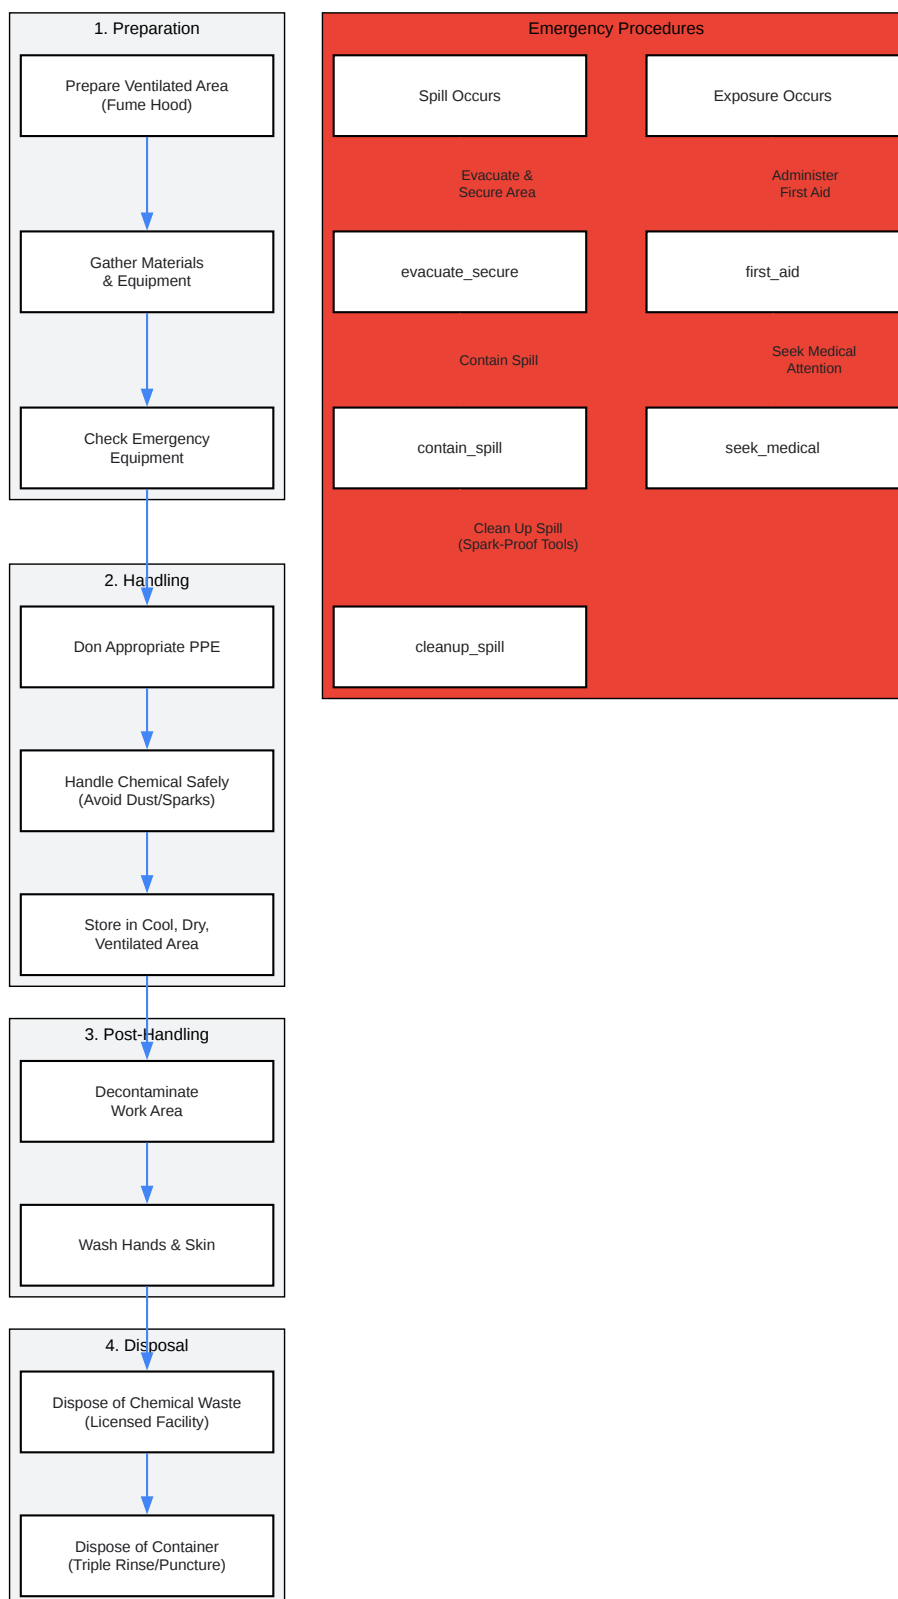 1. Preparation
Prepare Ventilated Area
(Fume Hood)
Gather Materials
& Equipment
Check Emergency
Equipment
2. Handling
Don Appropriate PPE
Handle Chemical Safely
(Avoid Dust/Sparks)
Store in Cool, Dry,
Ventilated Area
3. Post-Handling
Decontaminate
Work Area
Wash Hands & Skin
4. Disposal
Dispose of Chemical Waste
(Licensed Facility)
Dispose of Container
(Triple Rinse/Puncture)
Emergency Procedures
Spill Occurs
Evacuate &
Secure Area
evacuate_secure
Contain Spill
contain_spill
Clean Up Spill
(Spark-Proof Tools)
cleanup_spill
Exposure Occurs
Administer
First Aid
first_aid
Seek Medical
Attention
seek_medical